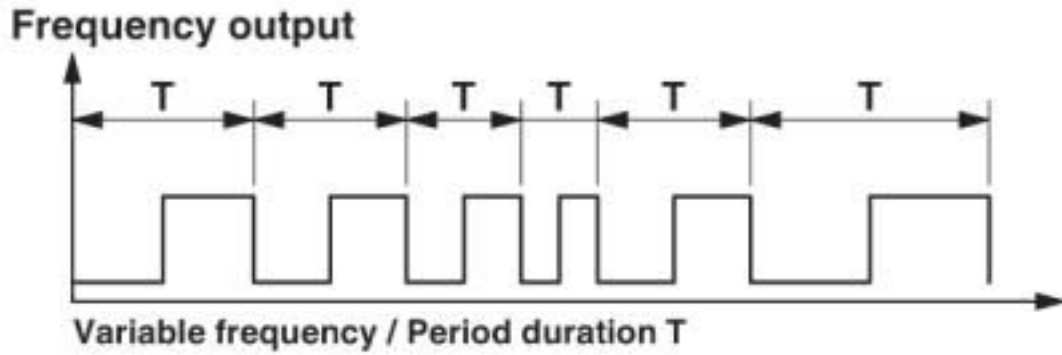 Frequency output
T T T T T T
Variable frequency / Period duration T